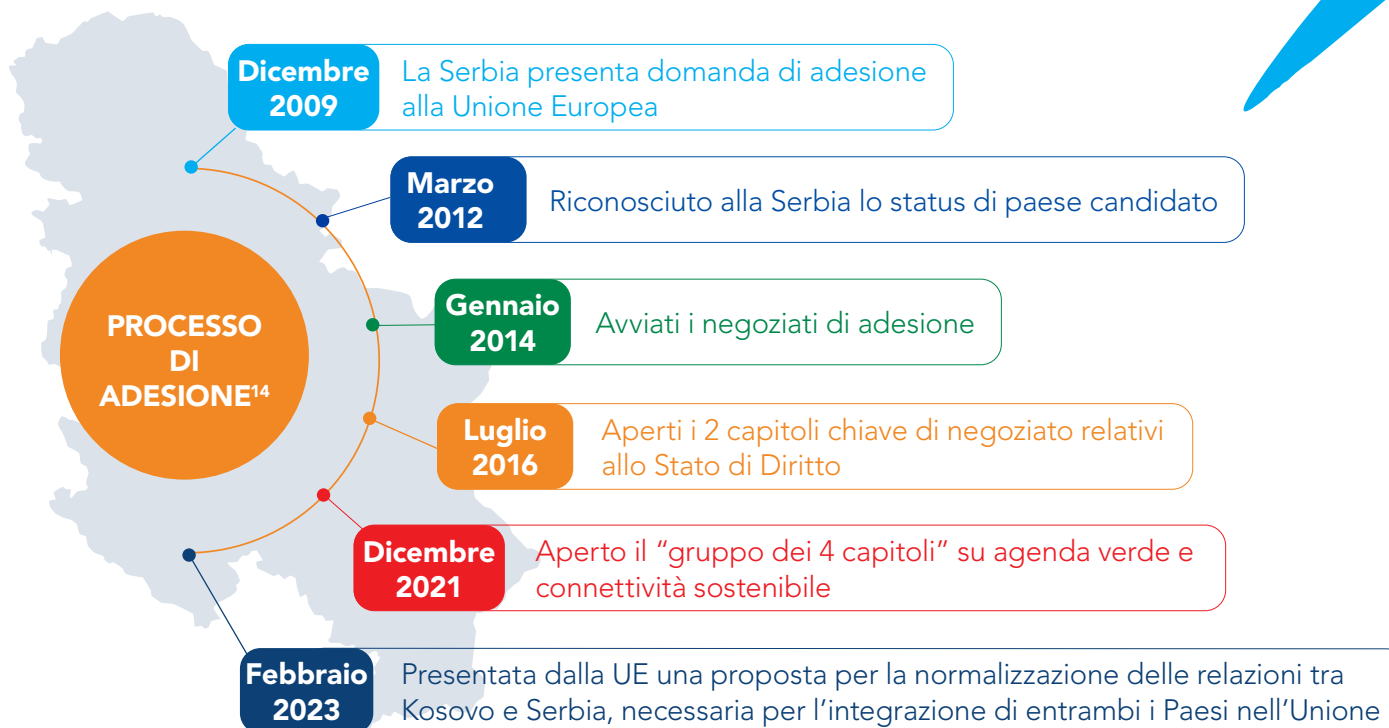 Dicembre
2009
La Serbia presenta domanda di adesione
alla Unione Europea
Marzo
2012
Riconosciuto alla Serbia lo status di paese candidato
Gennaio
2014
Avviati i negoziati di adesione
PROCESSO
DI
ADESIONE¹⁴
Luglio
2016
Aperti i 2 capitoli chiave di negoziato relativi
allo Stato di Diritto
Dicembre
2021
Aperto il “gruppo dei 4 capitoli” su agenda verde e
connettività sostenibile
Febbraio
2023
Presentata dalla UE una proposta per la normalizzazione delle relazioni tra
Kosovo e Serbia, necessaria per l’integrazione di entrambi i Paesi nell’Unione